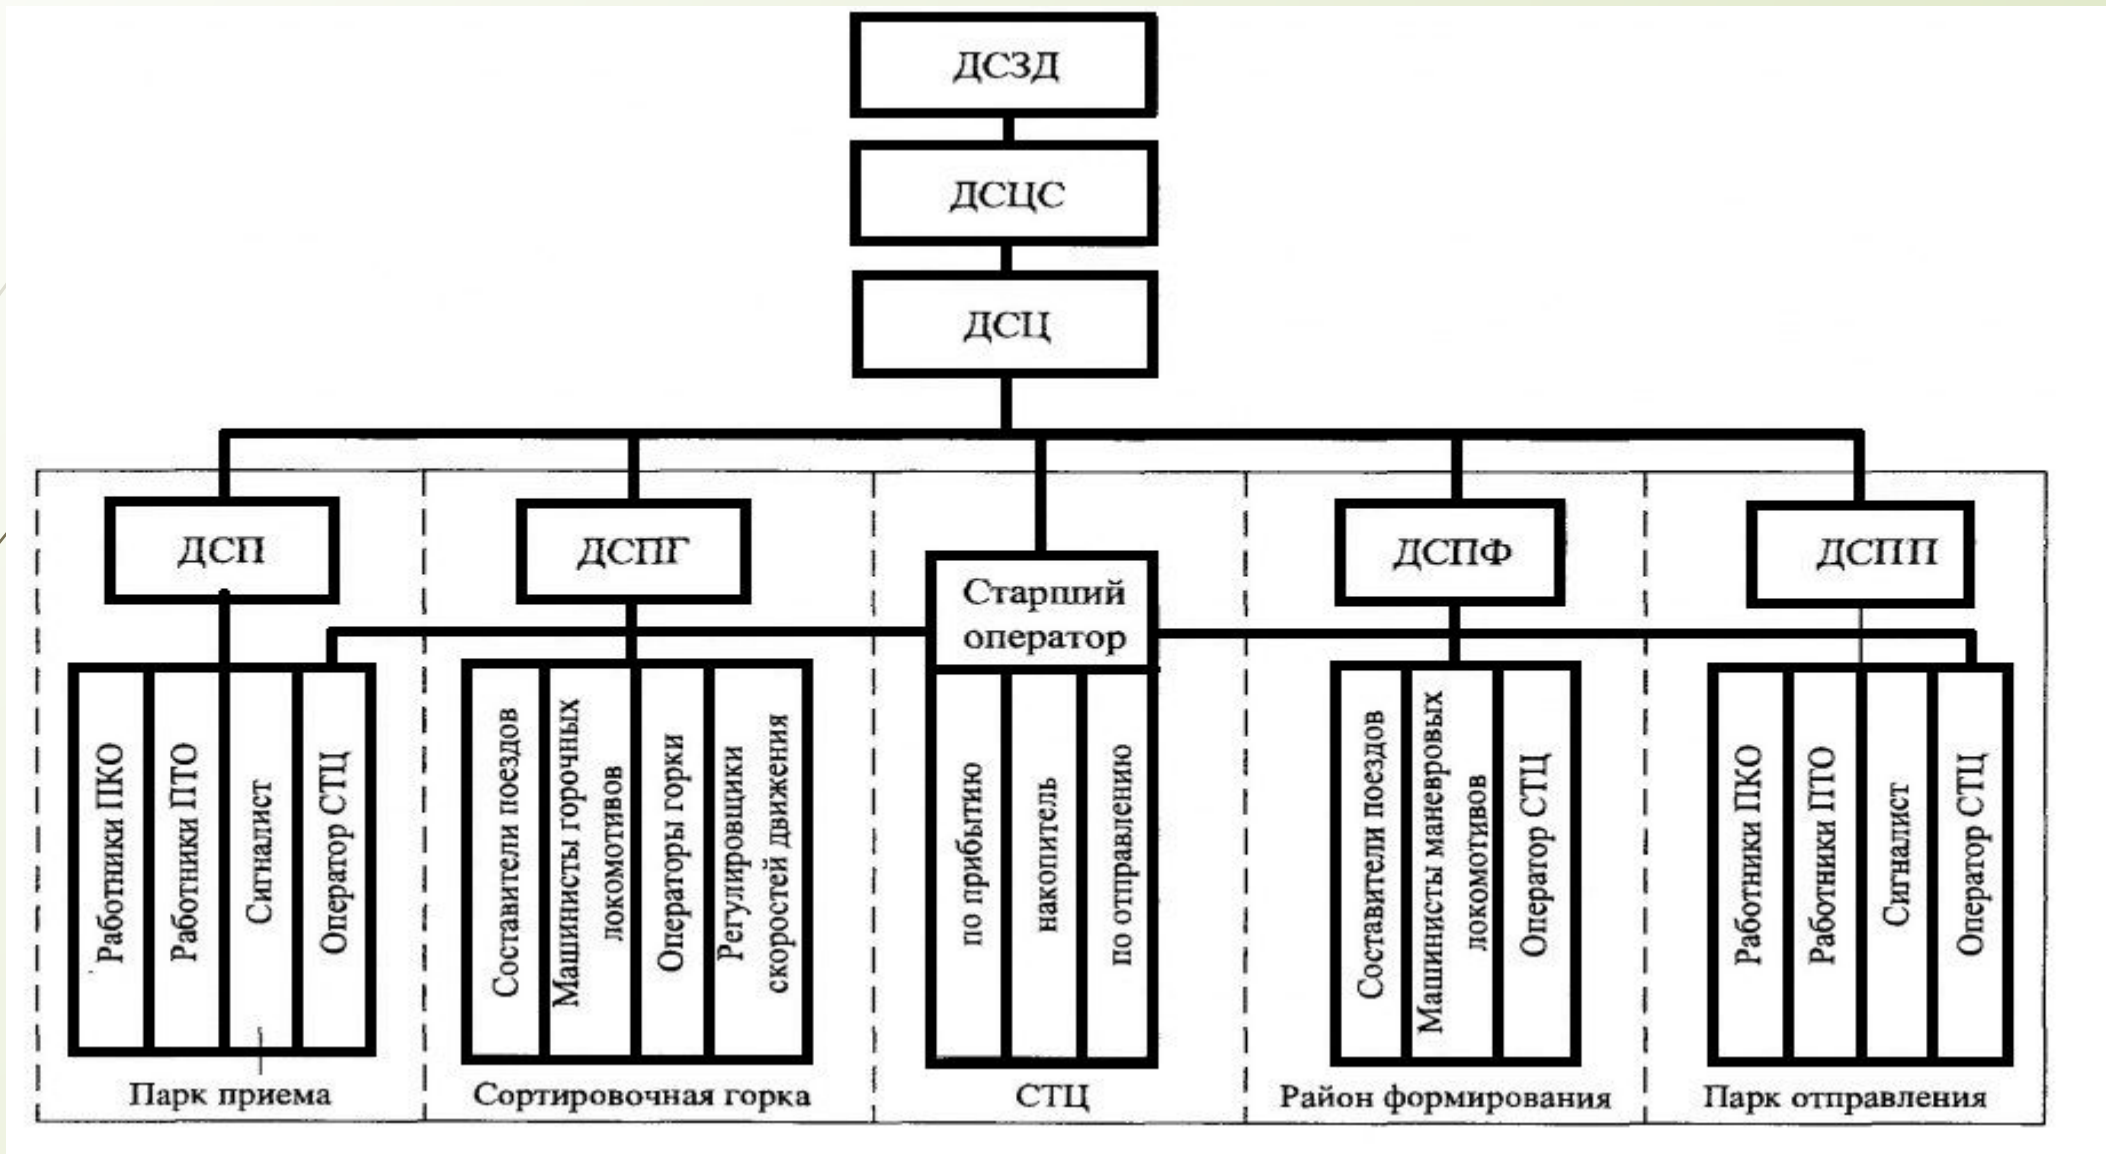 ДСЗД
ДСЦС
ДСЦ
ДСП
ДСПГ
Старший
оператор
ДСПФ
ДСПП
Работники ПКО
Работники ПТО
Сигналист
Оператор СТЦ
Составители поездов
Машинисты горочных
локомотивов
Операторы горки
Регулировщики
скоростей движения
по прибытию
накопитель
по отправлению
Составители поездов
Машинисты маневровых
локомотивов
Оператор СТЦ
Работники ПКО
Работники ПТО
Сигналист
Оператор СТЦ
Парк приема
Сортировочная горка
СТЦ
Район формирования
Парк отправления